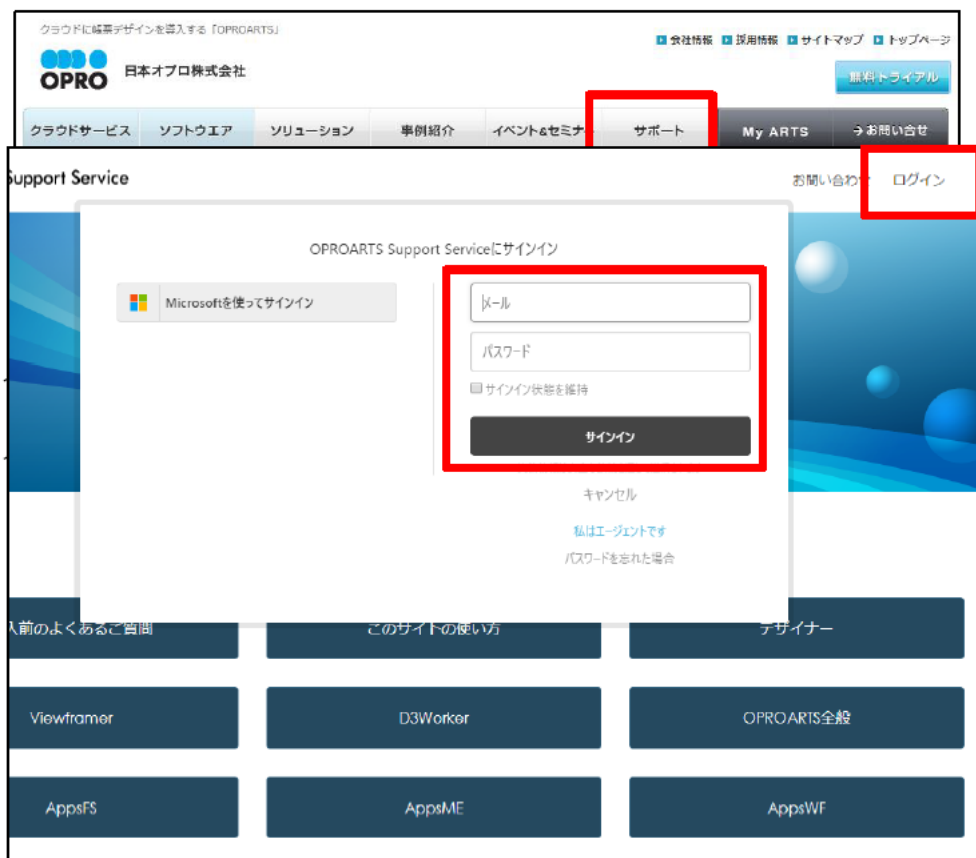 クラウドに帳票デザインを導入する「OPROARTS」
会社情報 採用情報 サイトマップ トップページ
OPRO 日本オプロ株式会社
無料トライアル
クラウドサービス ソフトウエア ソリューション 事例紹介 イベント&セミナ サポート My ARTS お問い合せ
Support Service お問い合わせ ログイン
OPROARTS Support Serviceにサインイン
Microsoftを使ってサインイン
メール
パスワード
サインイン状態を維持
サインイン
キャンセル
私はエージェントです
パスワードを忘れた場合
入前のよくあるご質問 このサイトの使い方 デザイナー
Viewframer D3Worker OPROARTS全般
AppsFS AppsME AppsWF